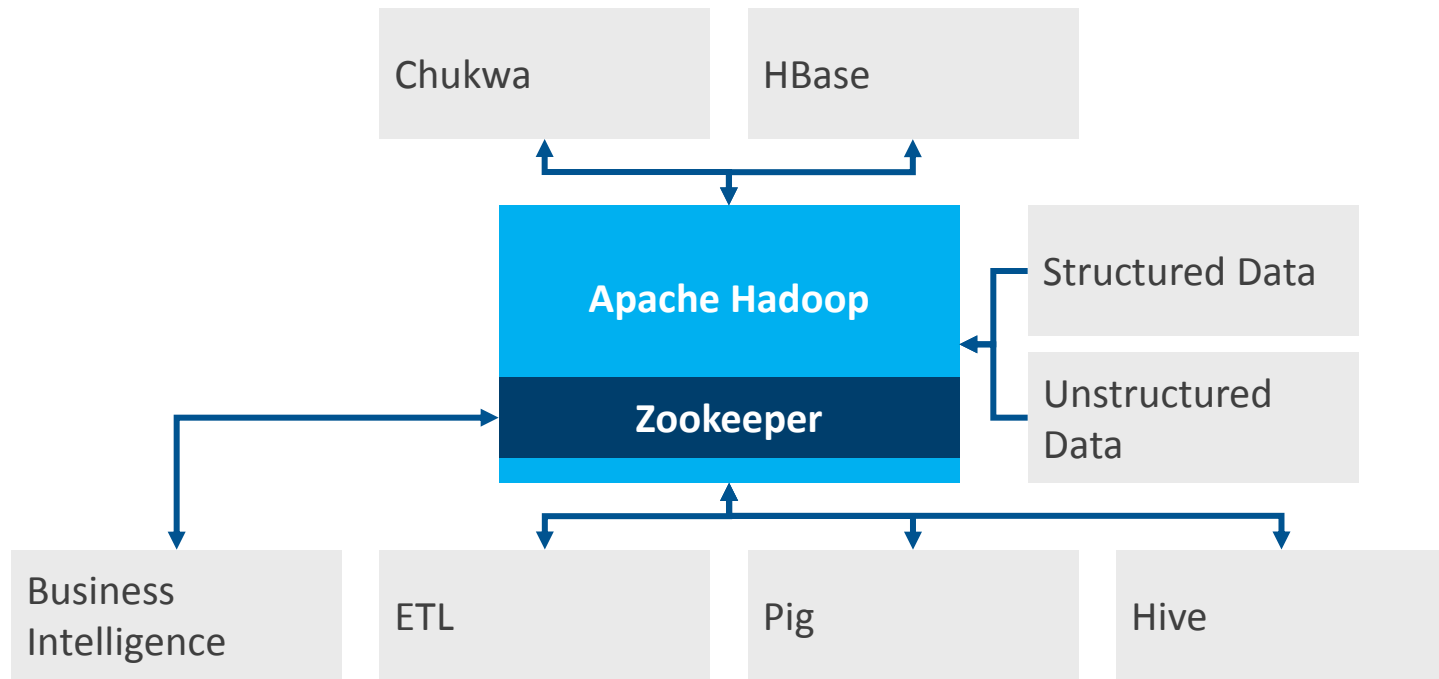 Chukwa
HBase
Apache Hadoop
Structured Data
Unstructured
Data
Zookeeper
Business
Intelligence
ETL
Pig
Hive